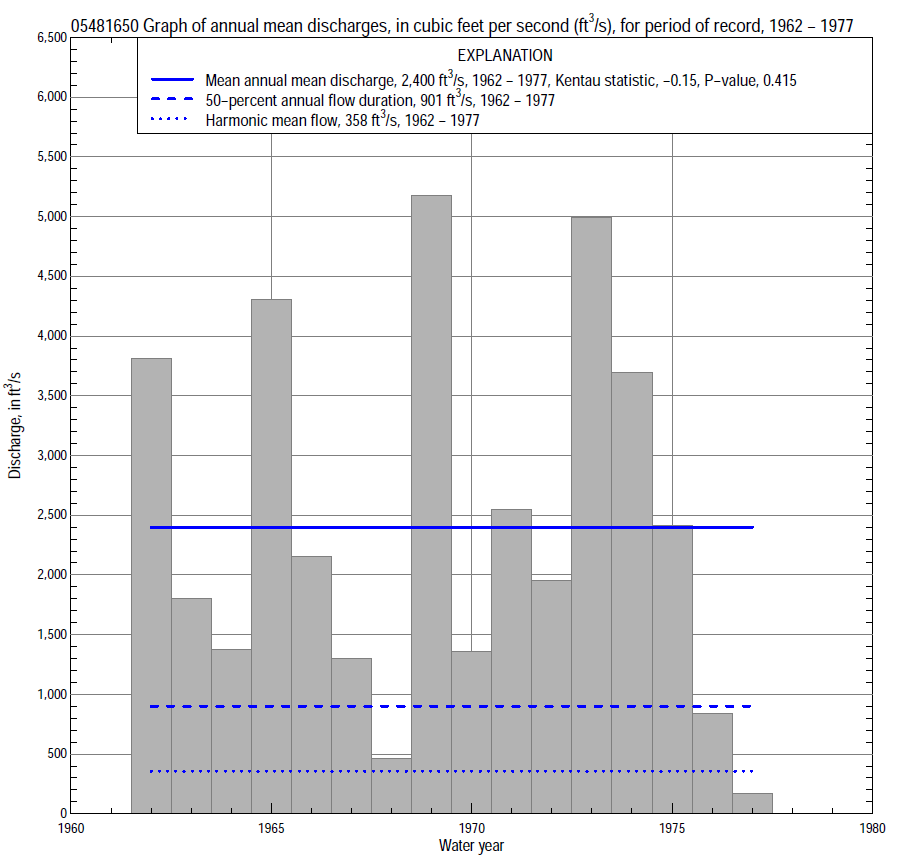 05481650 Graph of annual mean discharges, in cubic feet per second (ft³/s), for period of record, 1962 – 1977
EXPLANATION
Mean annual mean discharge, 2,400 ft³/s, 1962 – 1977, Kentau statistic, −0.15, P−value, 0.415
50−percent annual flow duration, 901 ft³/s, 1962 – 1977
Harmonic mean flow, 358 ft³/s, 1962 – 1977
6,500
6,000
5,500
5,000
4,500
4,000
3,500
3,000
2,500
2,000
1,500
1,000
500
0
Discharge, in ft³/s
1960 1965 1970 1975 1980
Water year